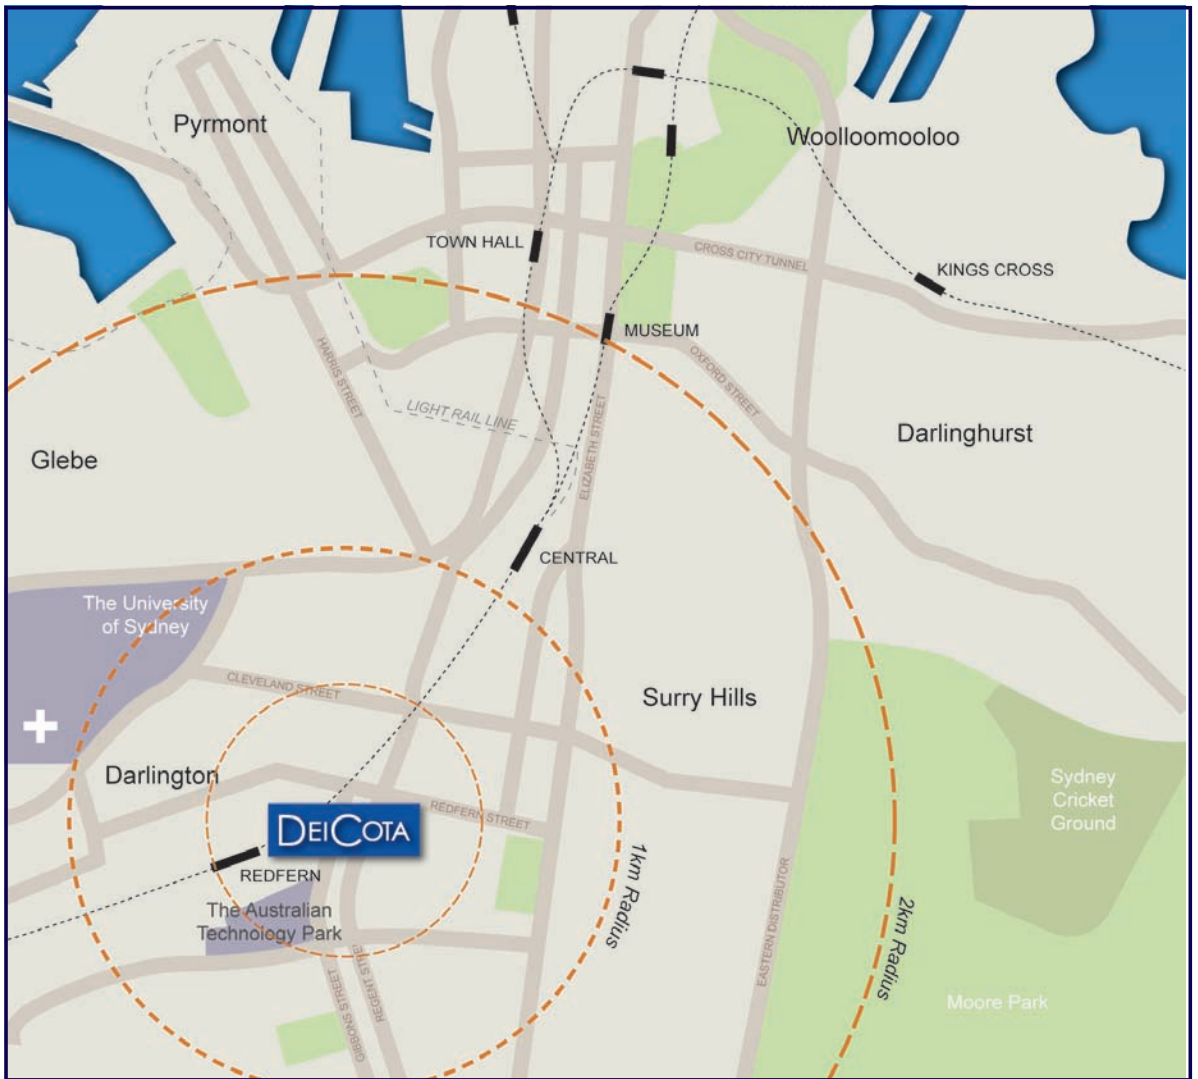 Pyrmont
Woolloomooloo
TOWN HALL
CROSS CITY TUNNEL
KINGS CROSS
MUSEUM
HARRIS STREET
OXFORD STREET
LIGHT RAIL LINE
ELIZABETH STREET
Darlinghurst
Glebe
CENTRAL
The University
of Sydney
CLEVELAND STREET
Surry Hills
Darlington
Sydney
Cricket
Ground
REDFERN STREET
DEICOTA
REDFERN
1km Radius
EASTERN DISTRIBUTOR
2km Radius
The Australian
Technology Park
GIBBONS STREET
REGENT STREET
Moore Park